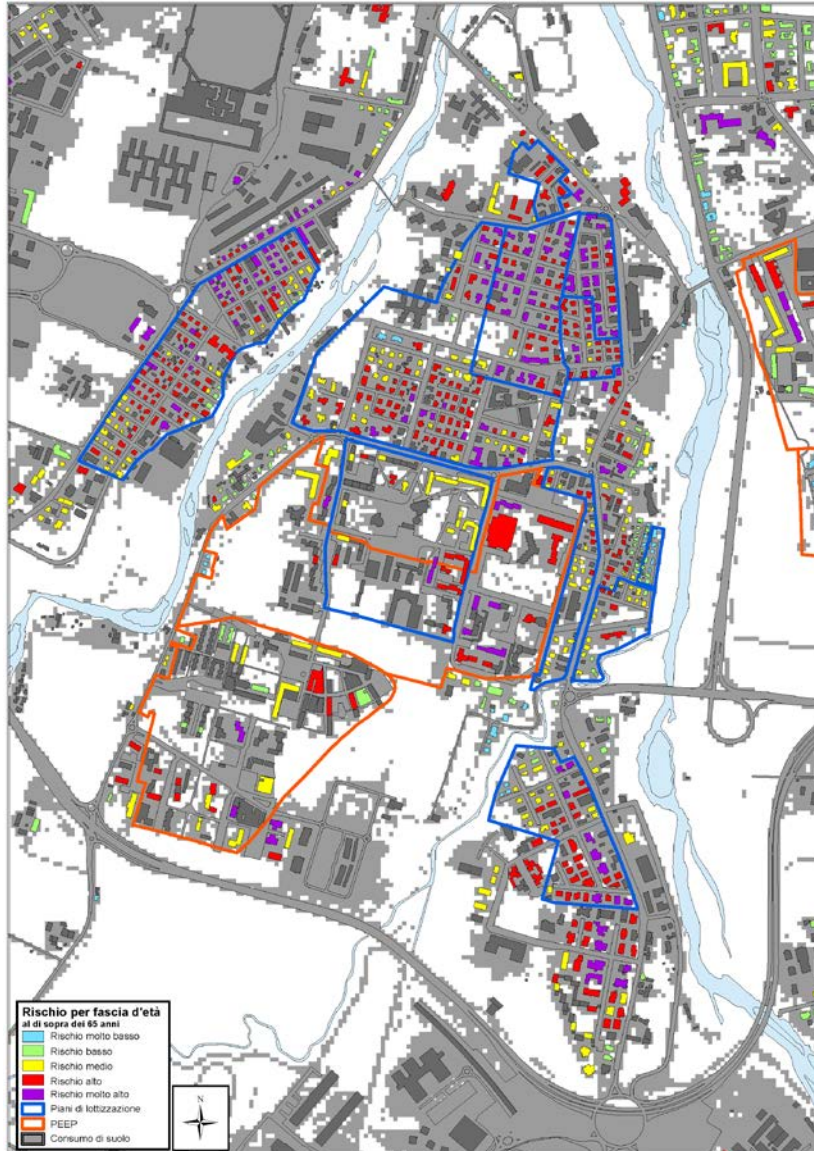 Rischio per fascia d'età
al di sopra dei 65 anni
Rischio molto basso
Rischio basso
Rischio medio
Rischio alto
Rischio molto alto
Piani di lottizzazione
PEEP
Consumo di suolo
N